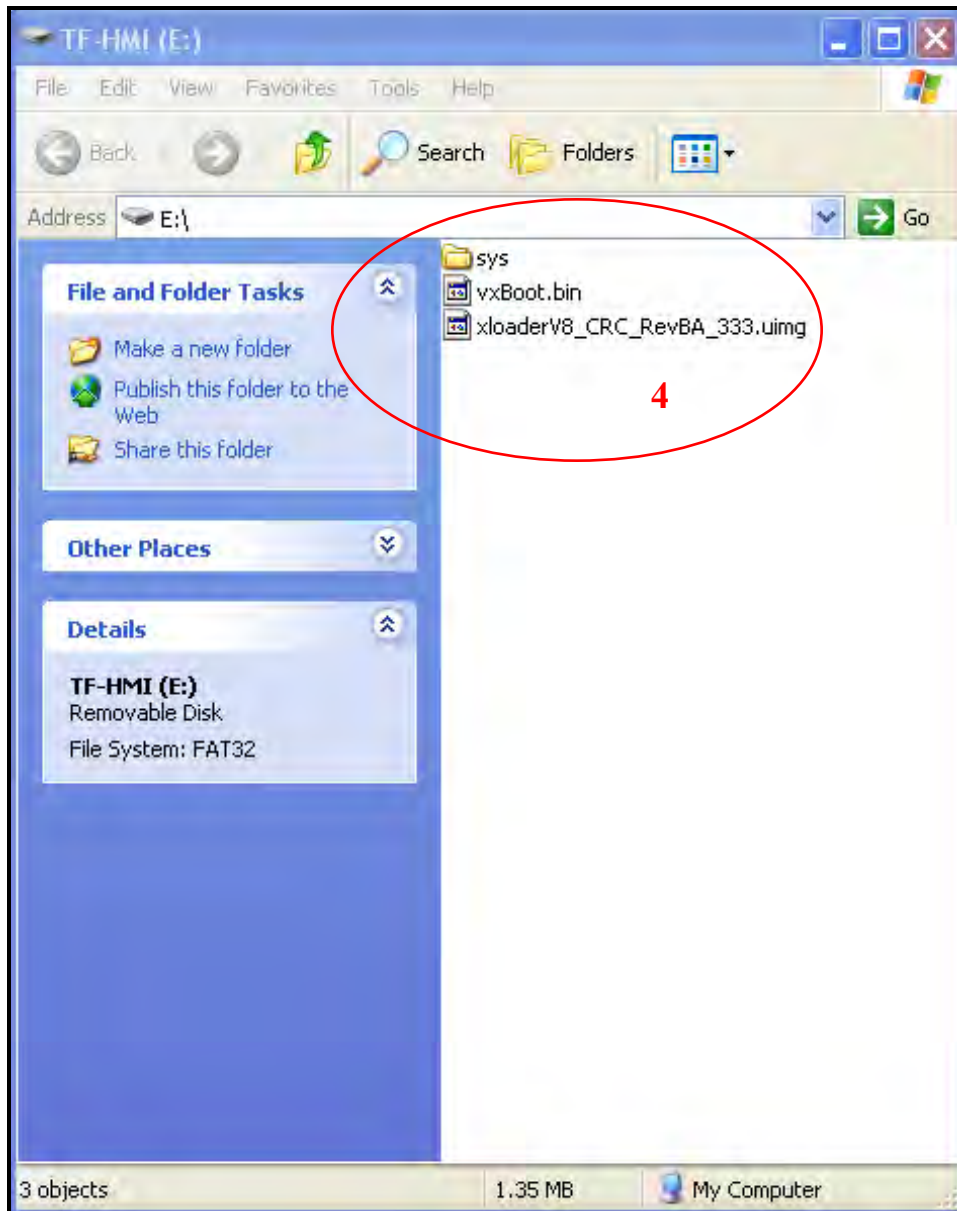 TF-HMI (E:)
File Edit View Favorites Tools Help
Back Search Folders
Address E:\ Go
File and Folder Tasks
Make a new folder
Publish this folder to the
Web
Share this folder
Other Places
Details
TF-HMI (E:)
Removable Disk
File System: FAT32
sys
vxBoot.bin
xloaderV8_CRC_RevBA_333.uimg
4
3 objects 1.35 MB My Computer